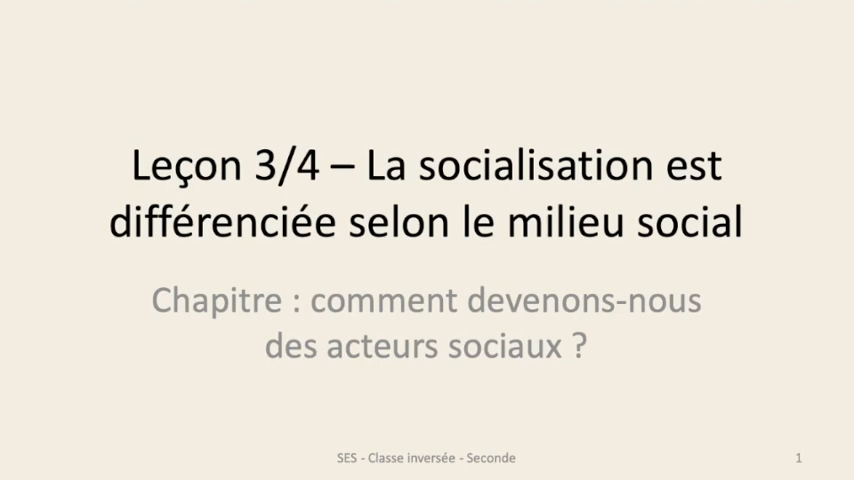 Leçon 3/4 – La socialisation est
différenciée selon le milieu social
Chapitre : comment devenons-nous
des acteurs sociaux ?
SES - Classe inversée - Seconde
1